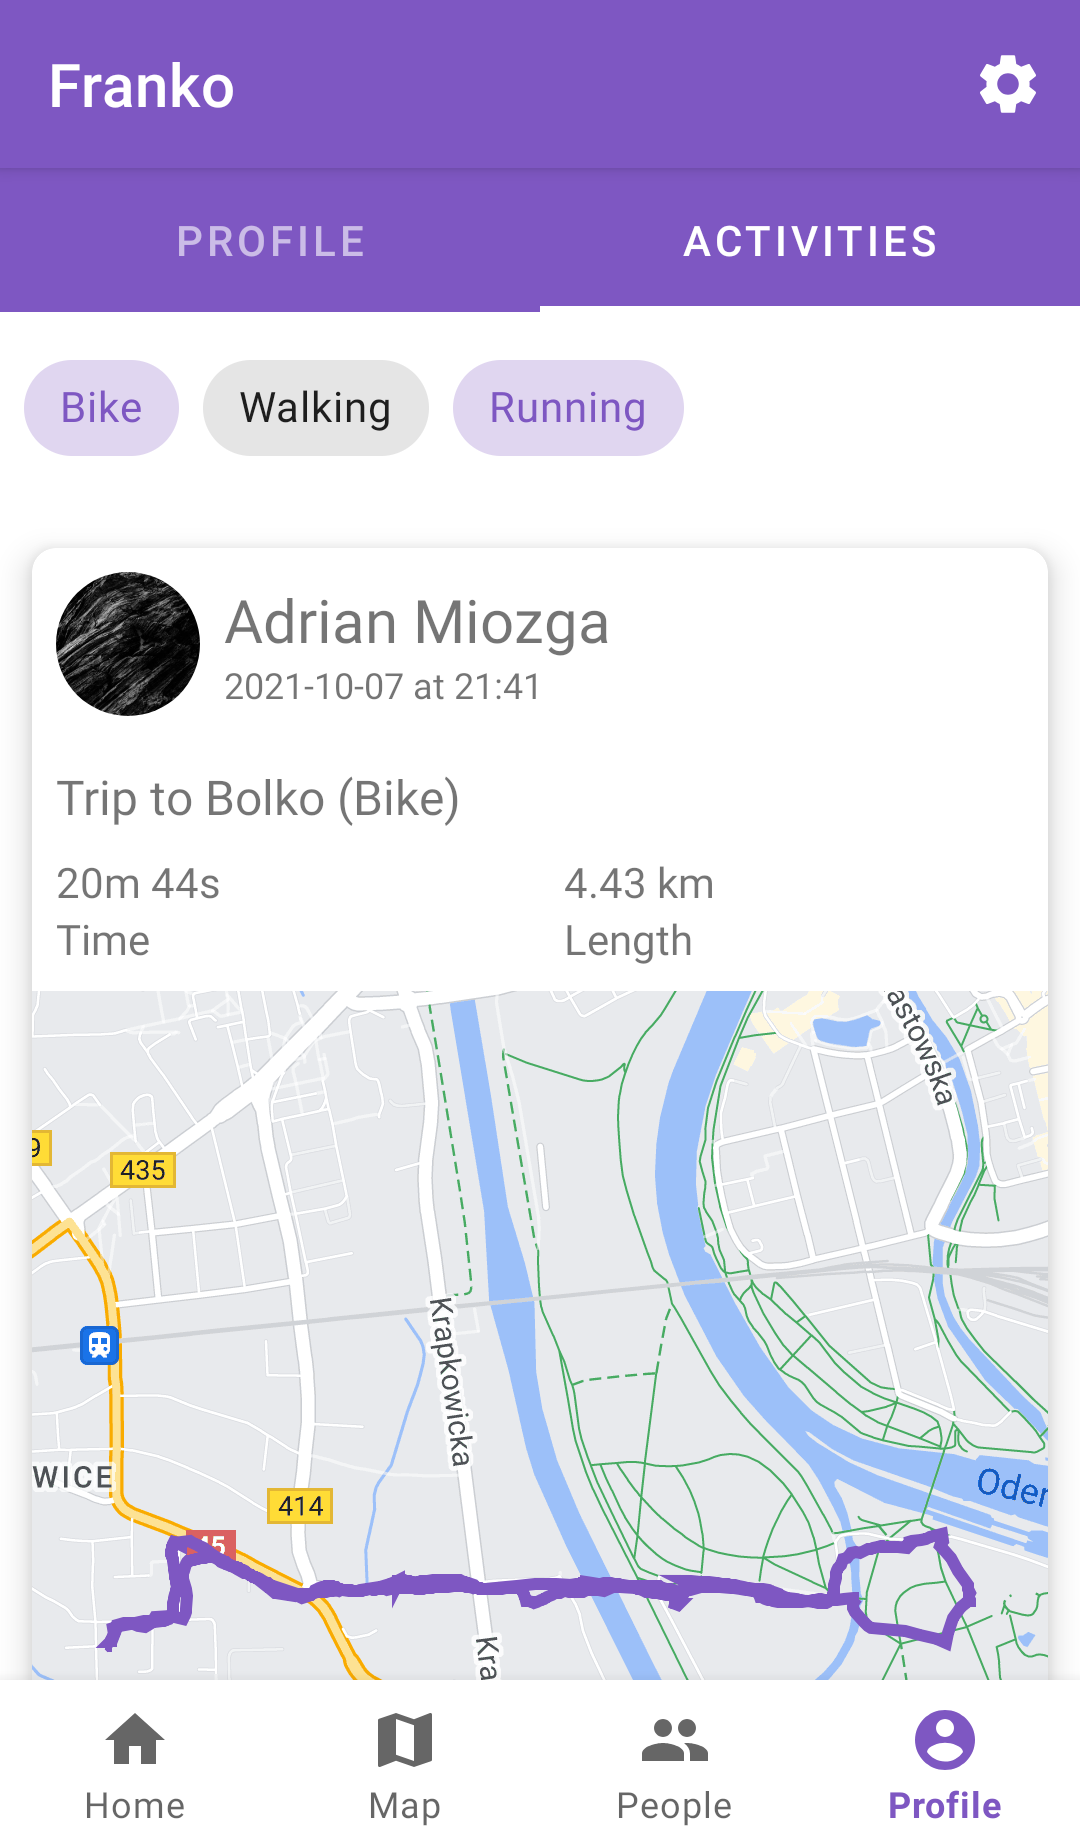 Franko
PROFILE
ACTIVITIES
Bike
Walking
Running
Adrian Miozga
2021-10-07 at 21:41
Trip to Bolko (Bike)
20m 44s
4.43 km
Time
Length
astowska
9
435
Krapkowicka
WICE
Oder
414
45
Kra
Home
Map
People
Profile